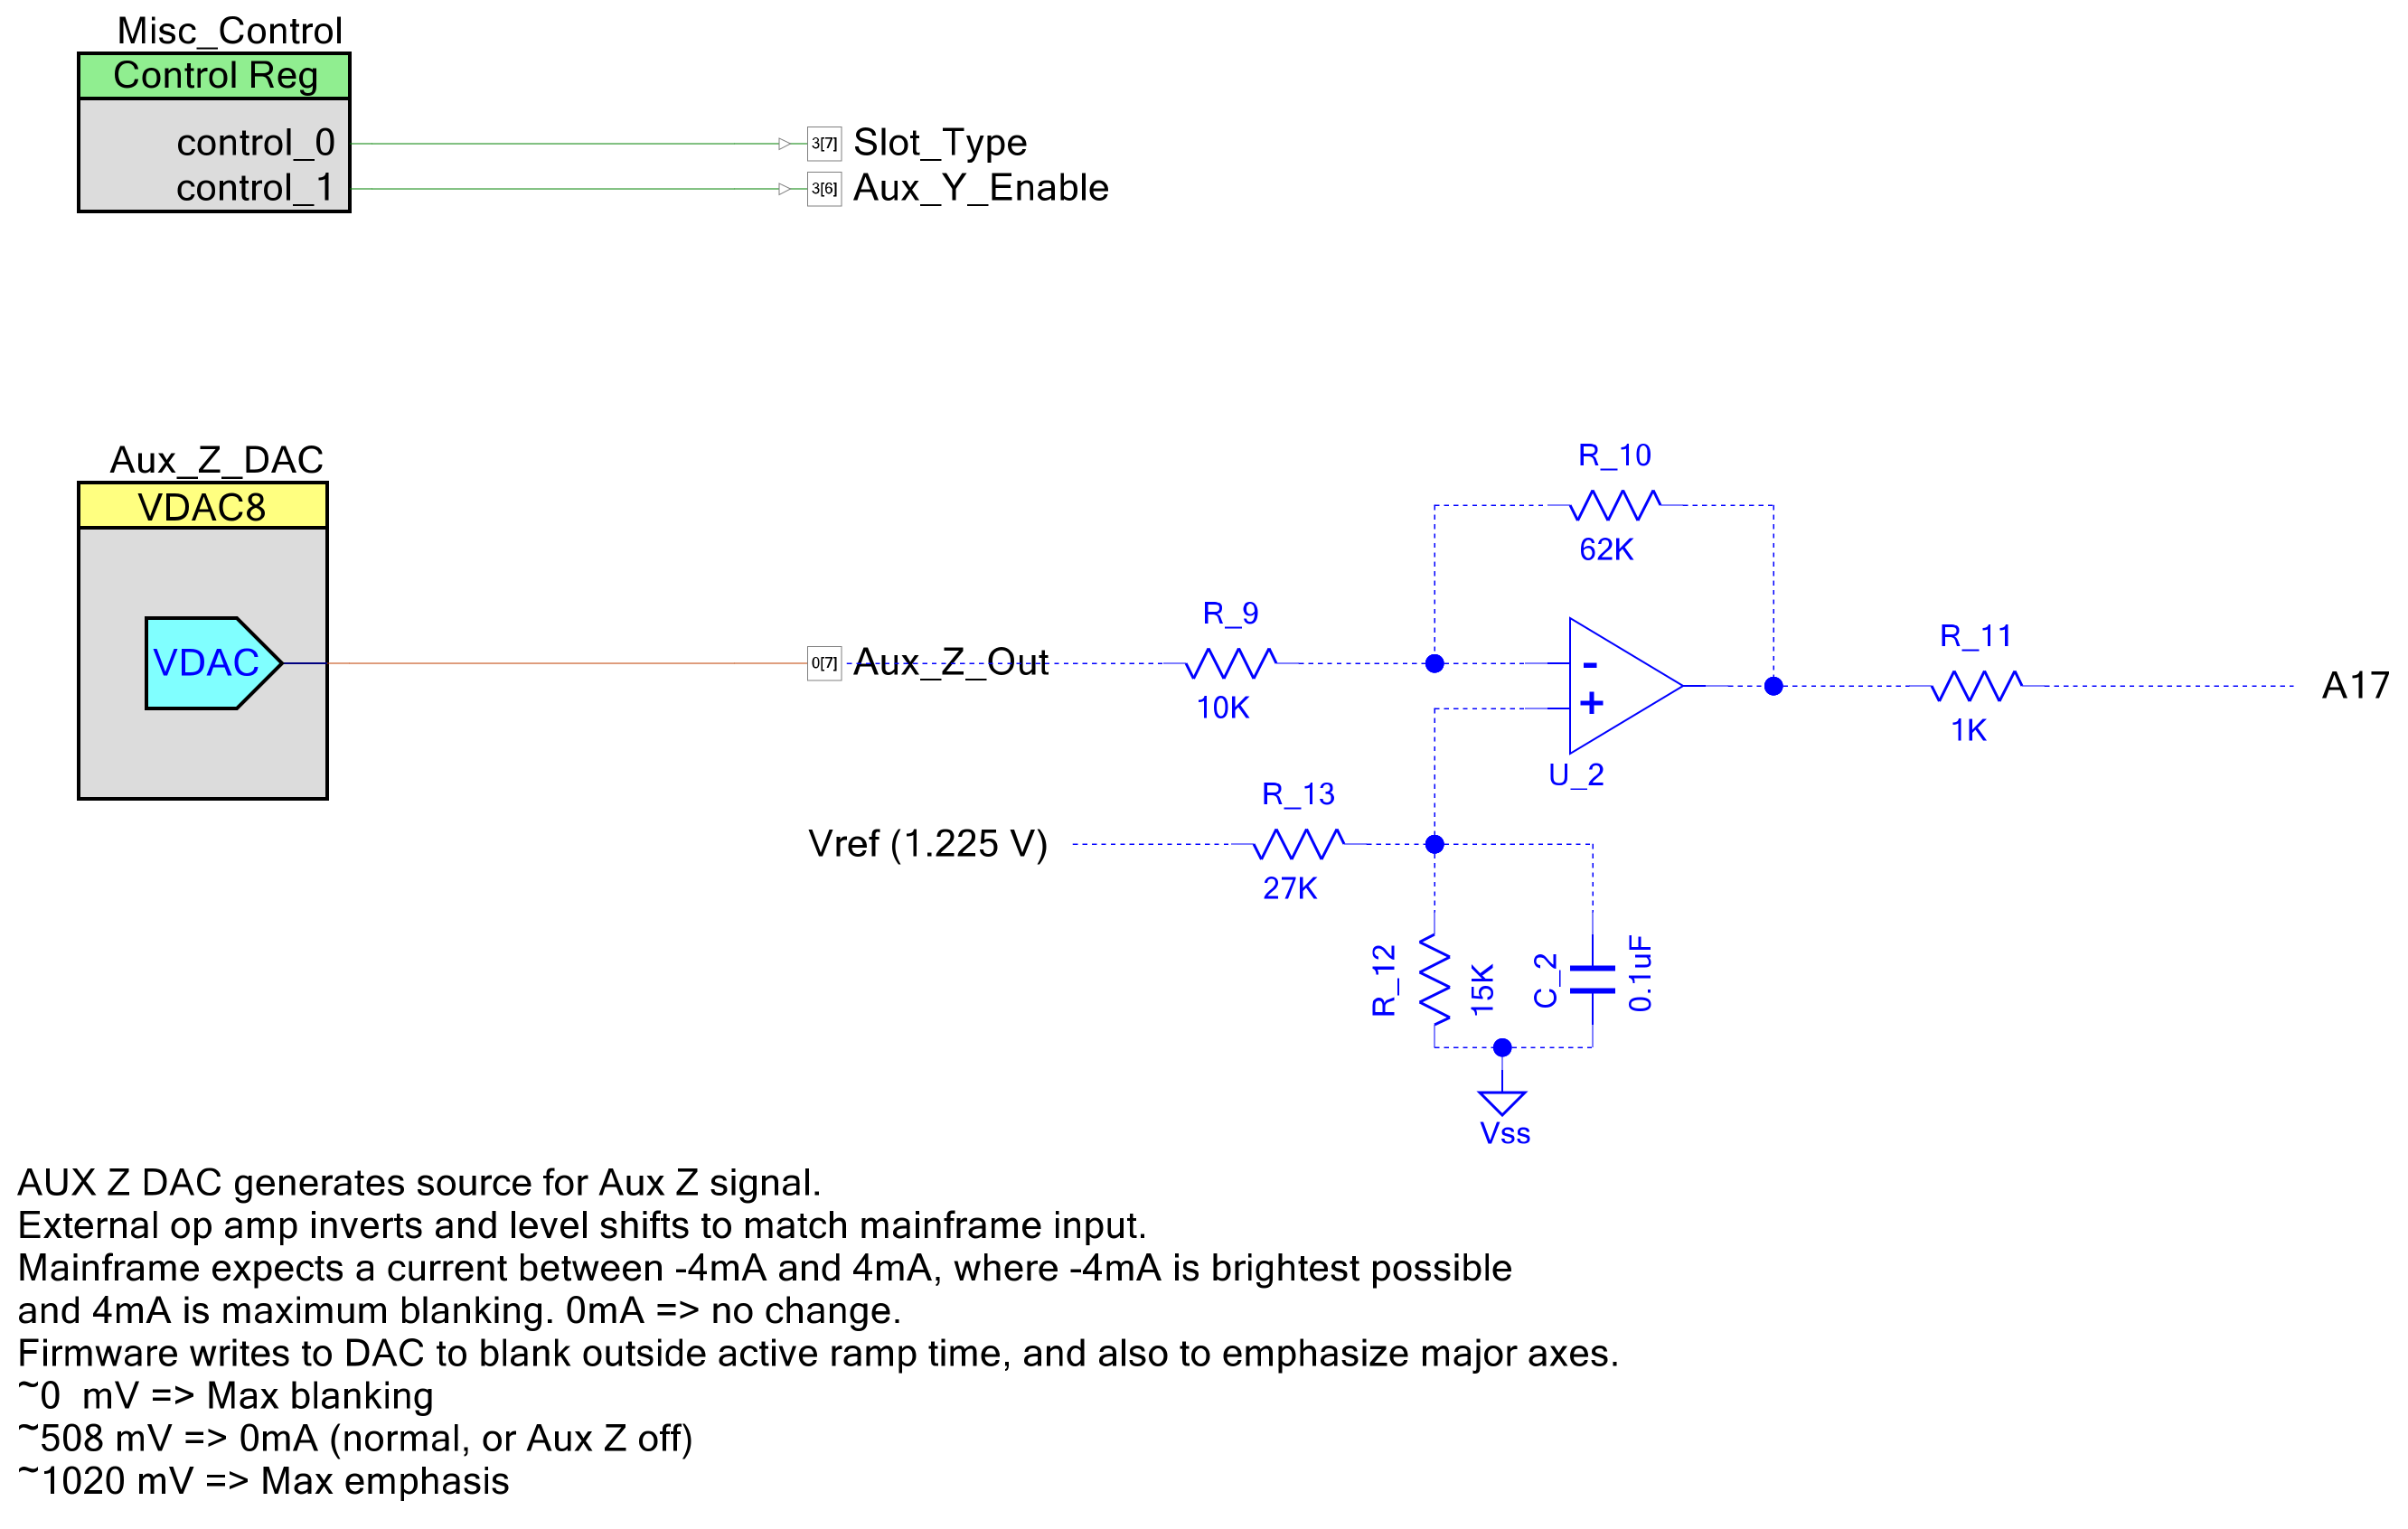 Misc_Control
Control Reg
control_0
3[7] Slot_Type
control_1
3[6] Aux_Y_Enable
Aux_Z_DAC
VDAC8
VDAC
0[7] Aux_Z_Out
R_9
10K
R_10
62K
-
+
U_2
R_11
1K
A17
Vref (1.225 V)
R_13
27K
R_12
15K
C_2
0.1uF
Vss
AUX Z DAC generates source for Aux Z signal.
External op amp inverts and level shifts to match mainframe input.
Mainframe expects a current between -4mA and 4mA, where -4mA is brightest possible
and 4mA is maximum blanking. 0mA => no change.
Firmware writes to DAC to blank outside active ramp time, and also to emphasize major axes.
~0  mV => Max blanking
~508 mV => 0mA (normal, or Aux Z off)
~1020 mV => Max emphasis